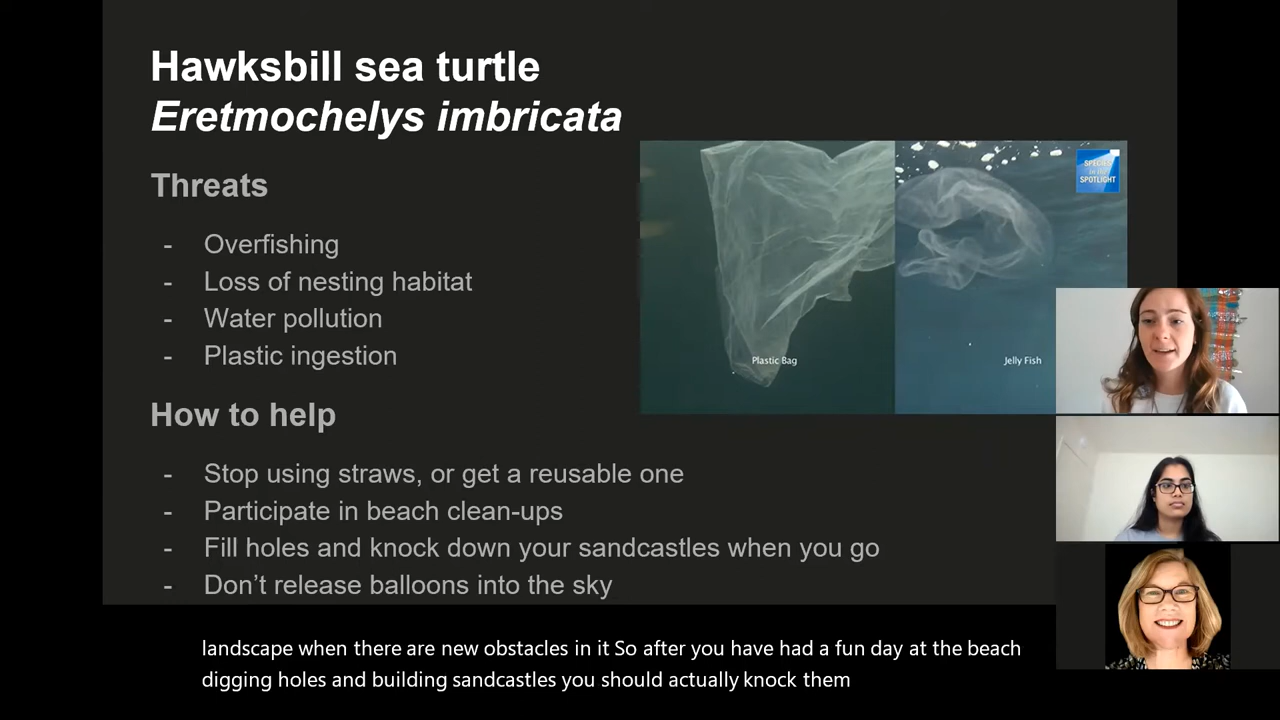 Hawksbill sea turtle
Eretmochelys imbricata
Threats
- Overfishing
- Loss of nesting habitat
- Water pollution
- Plastic ingestion
SPECIES
in the
SPOTLIGHT
Plastic Bag
Jelly Fish
How to help
- Stop using straws, or get a reusable one
- Participate in beach clean-ups
- Fill holes and knock down your sandcastles when you go
- Don’t release balloons into the sky
landscape when there are new obstacles in it So after you have had a fun day at the beach
digging holes and building sandcastles you should actually knock them